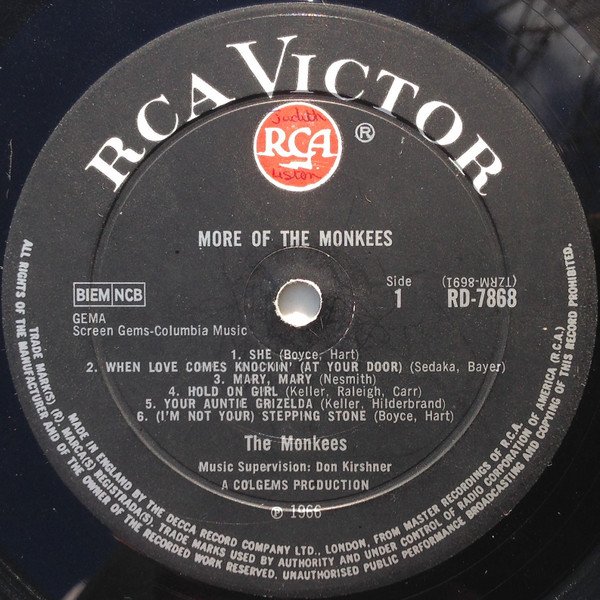 RCA VICTOR
judith
RCA
®
Liston
MORE OF THE MONKEES
BIEM NCB
GEMA
Screen Gems-Columbia Music
Side
1
(TZRM-8691)
RD-7868
1. SHE (Boyce, Hart)
2. WHEN LOVE COMES KNOCKIN' (AT YOUR DOOR) (Sedaka, Bayer)
3. MARY, MARY (Nesmith)
4. HOLD ON GIRL (Keller, Raleigh, Carr)
5. YOUR AUNTIE GRIZELDA (Keller, Hilderbrand)
6. (I'M NOT YOUR) STEPPING STONE (Boyce, Hart)
The Monkees
Music Supervision: Don Kirshner
A COLGEMS PRODUCTION
℗ 1966
MADE IN ENGLAND BY THE DECCA RECORD COMPANY LTD., LONDON, FROM MASTER RECORDINGS OF R.C.A.
TRADE MARK(S) (R). MARCA(S) REGISTRADA(S). TRADE MARKS USED BY AUTHORITY AND UNDER CONTROL OF RADIO CORPORATION OF AMERICA (R.C.A.)
ALL RIGHTS OF THE MANUFACTURER AND OF THE OWNER OF THE RECORDED WORK RESERVED. UNAUTHORISED PUBLIC PERFORMANCE BROADCASTING AND COPYING OF THIS RECORD PROHIBITED.